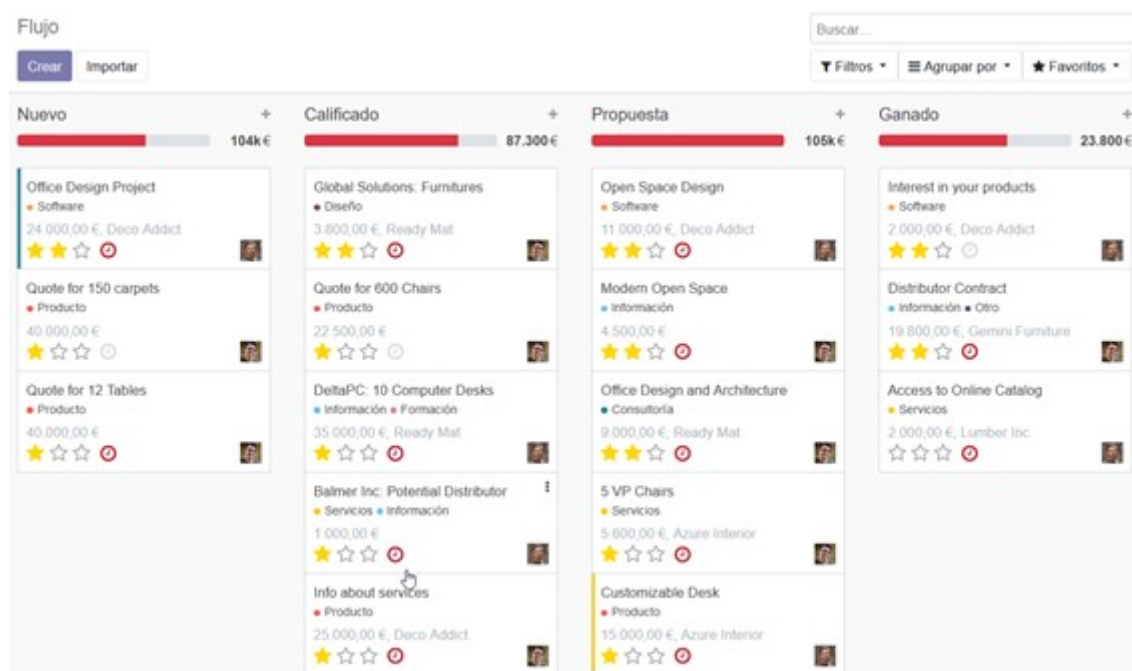 Flujo
Buscar...
Crear Importar
Filtros Agrupar por Favoritos
Nuevo +
104k €
Office Design Project
Software
24.000,00 €, Deco Addict
Quote for 150 carpets
Producto
40.000,00 €
Quote for 12 Tables
Producto
40.000,00 €
Calificado +
87.300 €
Global Solutions: Furnitures
Diseño
3.800,00 €, Ready Mat
Quote for 600 Chairs
Producto
22.500,00 €
DeltaPC: 10 Computer Desks
Información Formación
35.000,00 €, Ready Mat
Balmer Inc: Potential Distributor
Servicios Información
1.000,00 €
Info about services
Producto
25.000,00 €, Deco Addict
Propuesta +
105k €
Open Space Design
Software
11.000,00 €, Deco Addict
Modern Open Space
Información
4.500,00 €
Office Design and Architecture
Consultoría
9.000,00 €, Ready Mat
5 VP Chairs
Servicios
5.600,00 €, Azure Interior
Customizable Desk
Producto
15.000,00 €, Azure Interior
Ganado +
23.800 €
Interest in your products
Software
2.000,00 €, Deco Addict
Distributor Contract
Información Otro
19.800,00 €, Gemini Furniture
Access to Online Catalog
Servicios
2.000,00 €, Lumber Inc